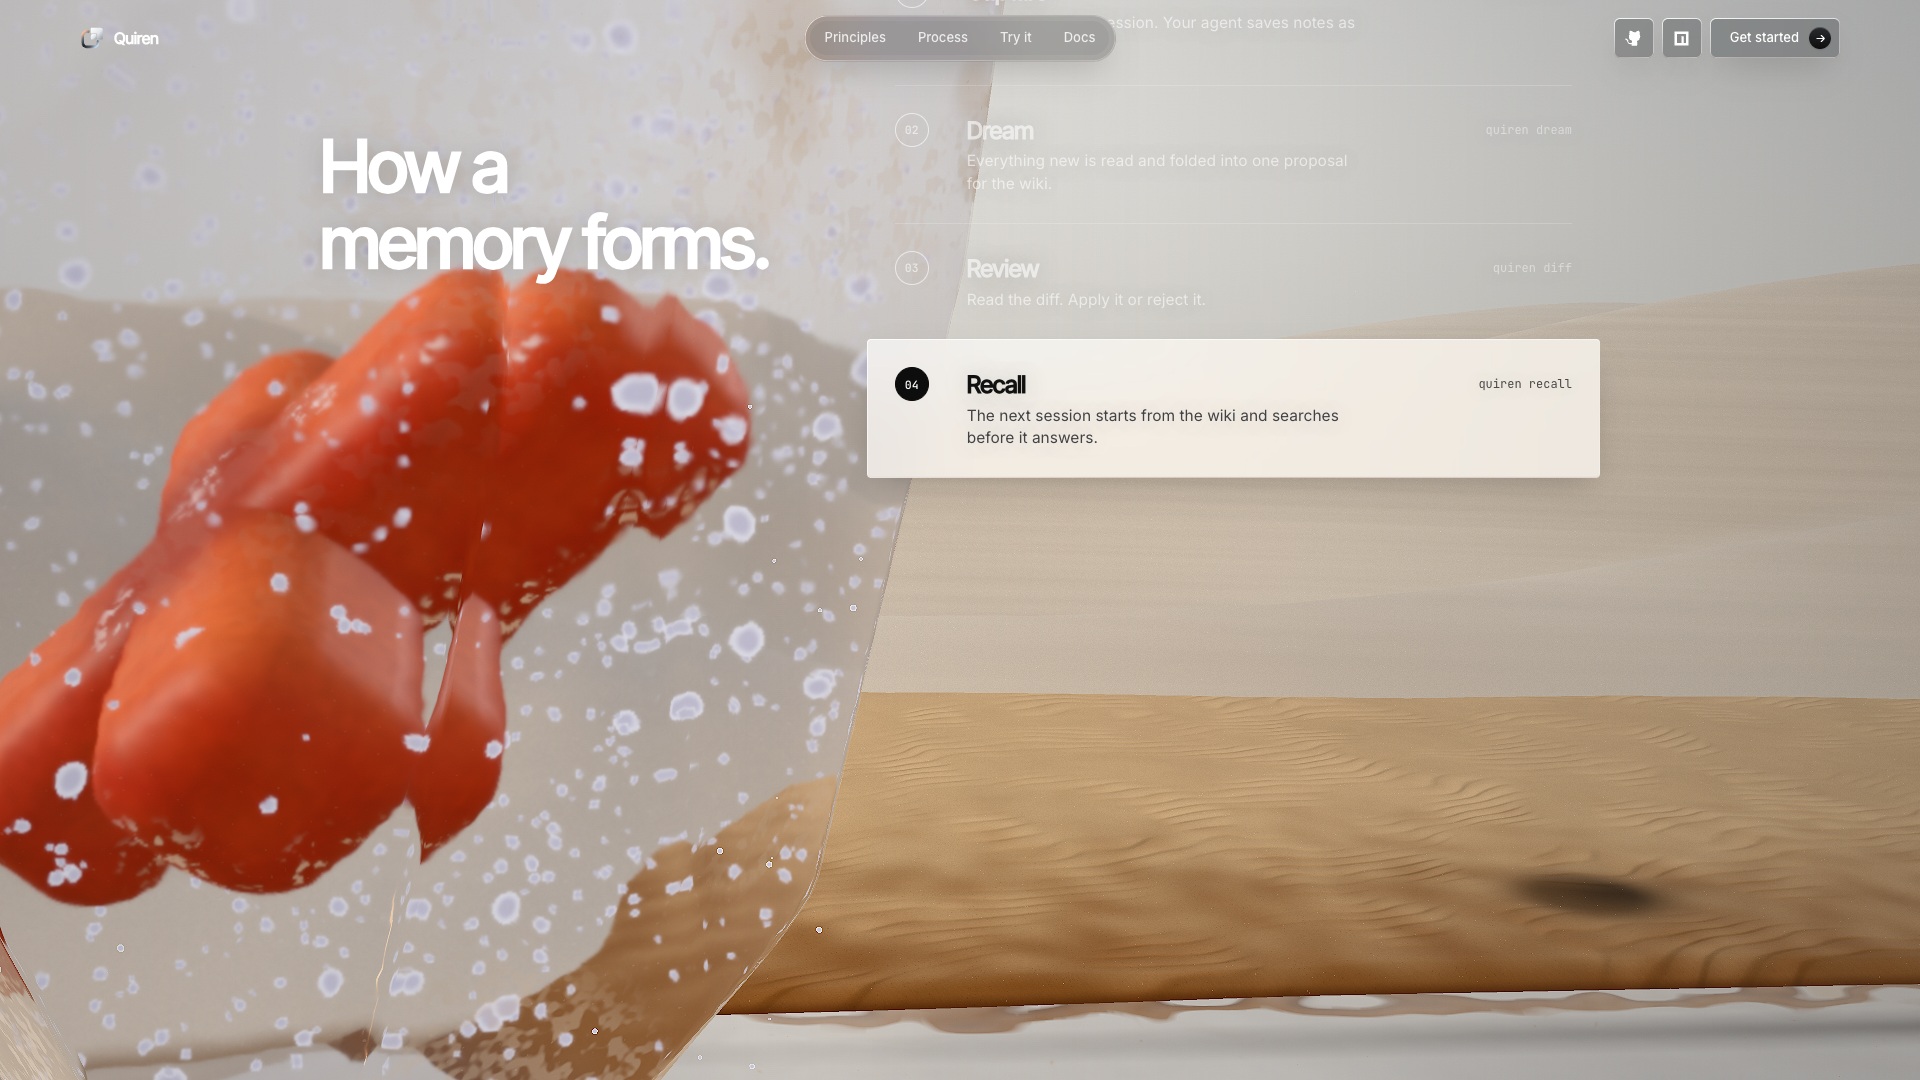 Quiren
Principles
Process
Try it
Docs
Get started
ession. Your agent saves notes as
How a
memory forms.
02
Dream
quiren dream
Everything new is read and folded into one proposal
for the wiki.
03
Review
quiren diff
Read the diff. Apply it or reject it.
04
Recall
quiren recall
The next session starts from the wiki and searches
before it answers.